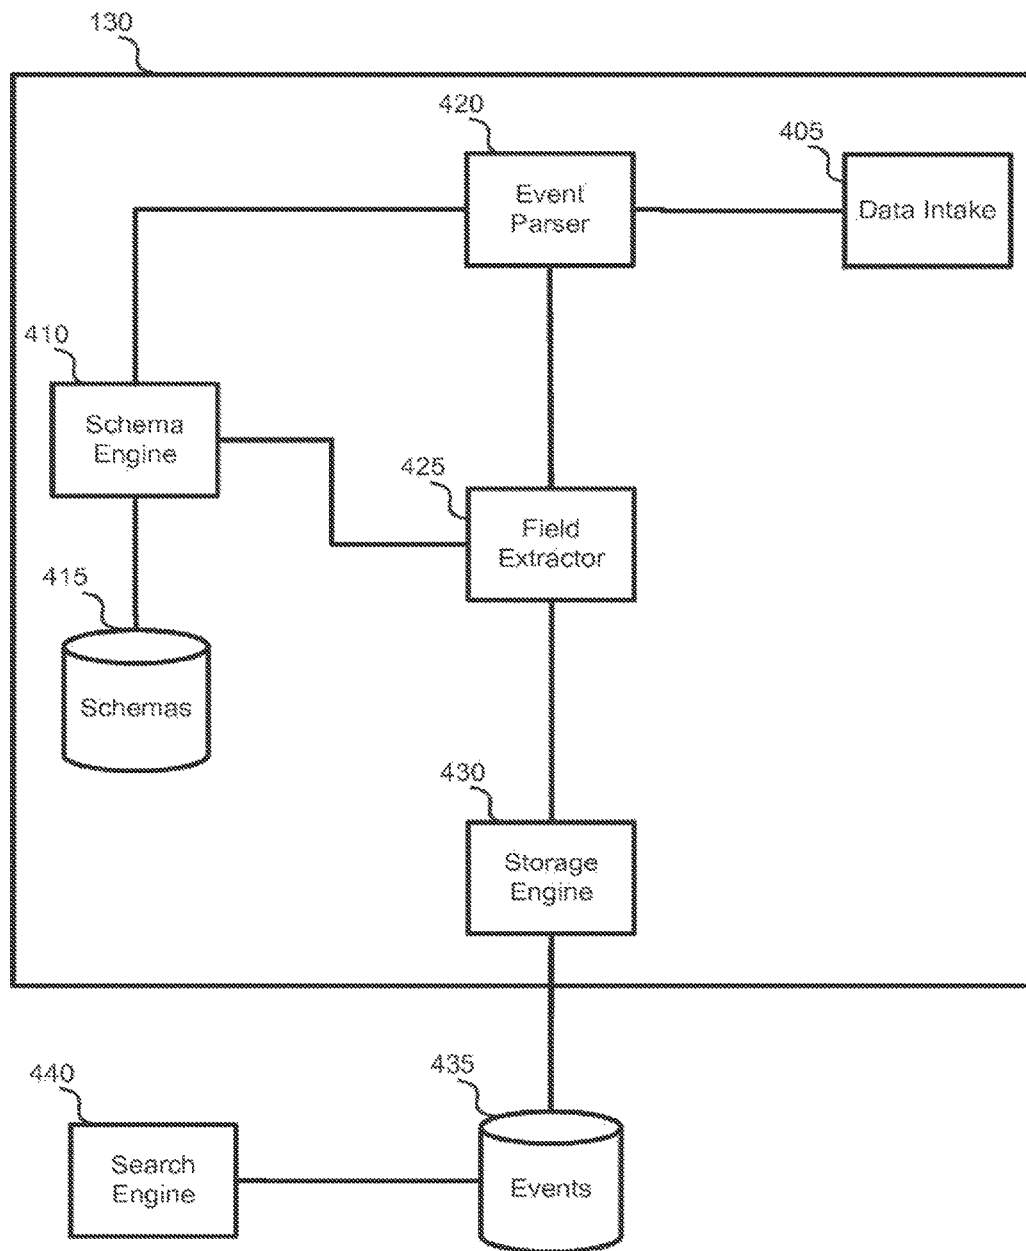 130
420
405
Event
Parser
Data Intake
410
Schema
Engine
425
Field
Extractor
415
Schemas
430
Storage
Engine
440
435
Search
Engine
Events